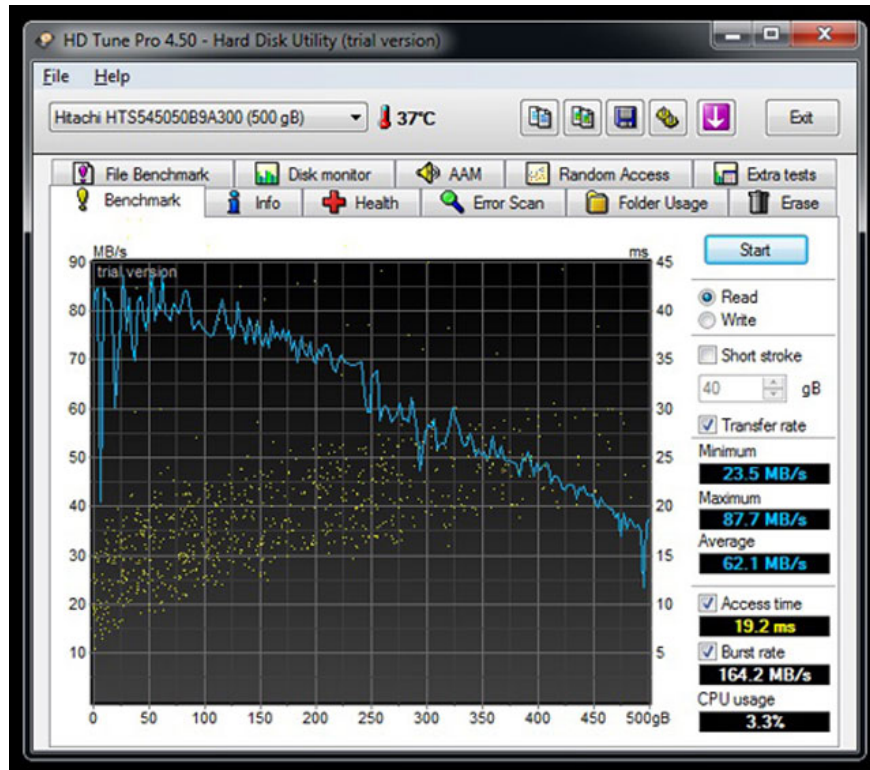 HD Tune Pro 4.50 - Hard Disk Utility (trial version)
File Help
Hitachi HTS545050B9A300 (500 gB) 37°C Exit
File Benchmark Disk monitor AAM Random Access Extra tests
Benchmark Info Health Error Scan Folder Usage Erase
MB/s ms
trial version
90 45
80 40
70 35
60 30
50 25
40 20
30 15
20 10
10 5
0 50 100 150 200 250 300 350 400 450 500gB
Start
Read
Write
Short stroke
40 gB
Transfer rate
Minimum
23.5 MB/s
Maximum
87.7 MB/s
Average
62.1 MB/s
Access time
19.2 ms
Burst rate
164.2 MB/s
CPU usage
3.3%